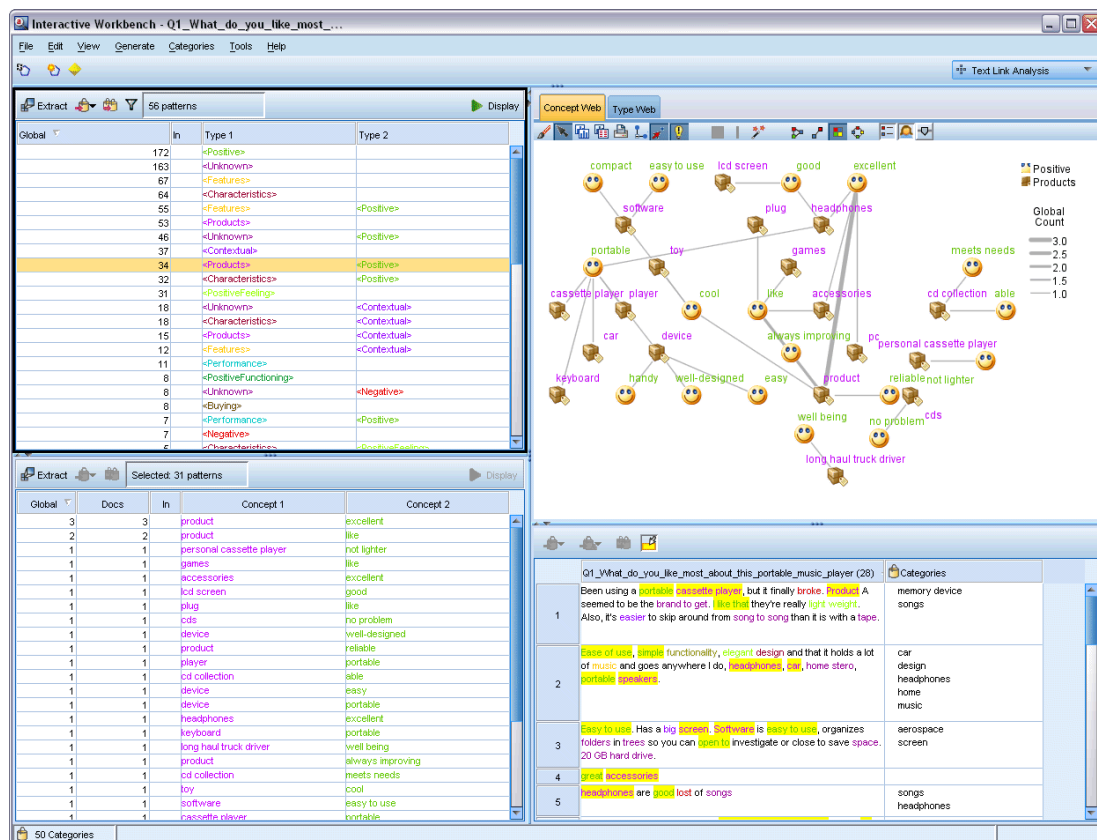 Interactive Workbench - Q1_What_do_you_like_most_...
File Edit View Generate Categories Tools Help
Text Link Analysis
Extract 56 patterns Display
Global In Type 1 Type 2
172 <Positive>
163 <Unknown>
67 <Features>
64 <Characteristics>
55 <Features> <Positive>
53 <Products>
46 <Unknown> <Positive>
37 <Contextual>
34 <Products> <Positive>
32 <Characteristics> <Positive>
31 <PositiveFeeling>
18 <Unknown> <Contextual>
18 <Characteristics> <Contextual>
15 <Products> <Contextual>
12 <Features> <Contextual>
11 <Performance>
8 <PositiveFunctioning>
8 <Unknown> <Negative>
8 <Buying>
7 <Performance> <Positive>
7 <Negative>
<Characteristics> <PositiveFeeling>
Extract Selected: 31 patterns Display
Global Docs In Concept 1 Concept 2
3 3 product excellent
2 2 product like
1 1 personal cassette player not lighter
1 1 games like
1 1 accessories excellent
1 1 lcd screen good
1 1 plug like
1 1 cds no problem
1 1 device well-designed
1 1 product reliable
1 1 player portable
1 1 cd collection able
1 1 device easy
1 1 device portable
1 1 headphones excellent
1 1 keyboard portable
1 1 long haul truck driver well being
1 1 product always improving
1 1 cd collection meets needs
1 1 toy cool
1 1 software easy to use
1 1 cassette player portable
50 Categories
Concept Web Type Web
compact easy to use lcd screen good excellent
software plug headphones
portable toy games meets needs
cassette player player cool like accessories cd collection able
car device always improving pc personal cassette player
keyboard handy well-designed easy product reliable not lighter
well being no problem cds
long haul truck driver
Positive
Products
Global
Count
3.0
2.5
2.0
1.5
1.0
Q1_What_do_you_like_most_about_this_portable_music_player (28) Categories
1 Been using a portable cassette player, but it finally broke. Product A
seemed to be the brand to get. I like that they're really light weight.
Also, it's easier to skip around from song to song than it is with a tape.
memory device
songs
2 Ease of use, simple functionality, elegant design and that it holds a lot
of music and goes anywhere I do, headphones, car, home stero,
portable speakers.
car
design
headphones
home
music
3 Easy to use. Has a big screen. Software is easy to use, organizes
folders in trees so you can open to investigate or close to save space.
20 GB hard drive.
aerospace
screen
4 great accessories
5 headphones are good lost of songs
songs
headphones